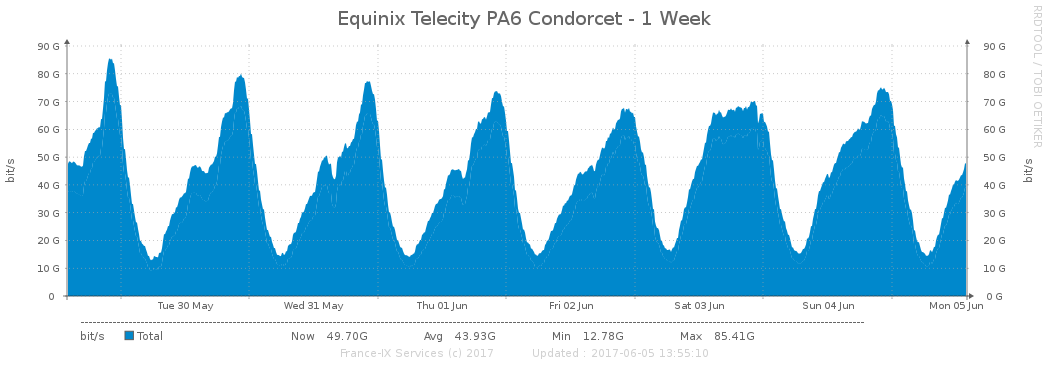 Equinix Telecity PA6 Condorcet - 1 Week
RRDTOOL / TOBI OETIKER
bit/s
bit/s
90 G 90 G
80 G 80 G
70 G 70 G
60 G 60 G
50 G 50 G
40 G 40 G
30 G 30 G
20 G 20 G
10 G 10 G
0 0 G
Tue 30 May Wed 31 May Thu 01 Jun Fri 02 Jun Sat 03 Jun Sun 04 Jun Mon 05 Jun
bit/s Total Now 49.70G Avg 43.93G Min 12.78G Max 85.41G
France-IX Services (c) 2017 Updated : 2017-06-05 13:55:10